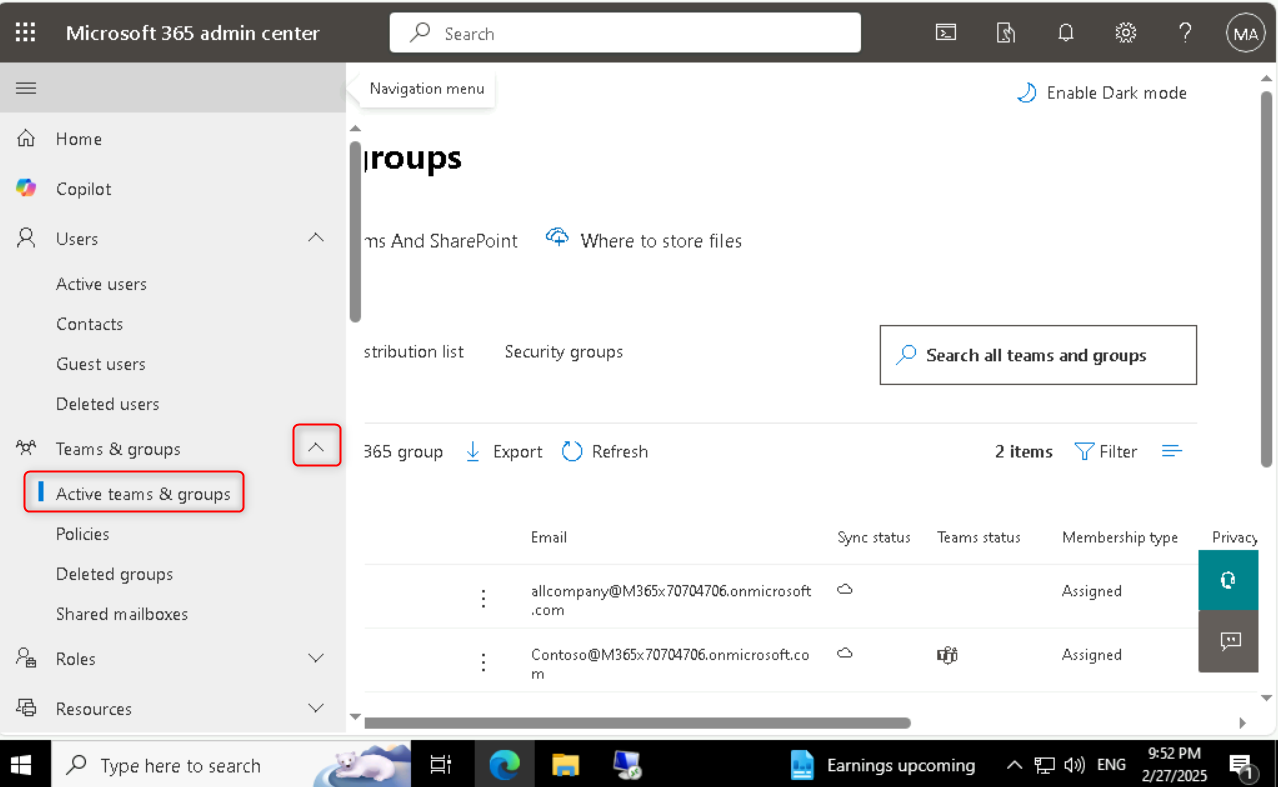 Microsoft 365 admin center
Search
MA
Navigation menu
Enable Dark mode
Home
Copilot
Users
Active users
Contacts
Guest users
Deleted users
Teams & groups
Active teams & groups
Policies
Deleted groups
Shared mailboxes
Roles
Resources
groups
ms And SharePoint
Where to store files
stribution list
Security groups
Search all teams and groups
365 group
Export
Refresh
2 items
Filter
Email
Sync status
Teams status
Membership type
Privacy
allcompany@M365x70704706.onmicrosoft
.com
Assigned
Contoso@M365x70704706.onmicrosoft.co
m
Assigned
Type here to search
Earnings upcoming
ENG
9:52 PM
2/27/2025
1